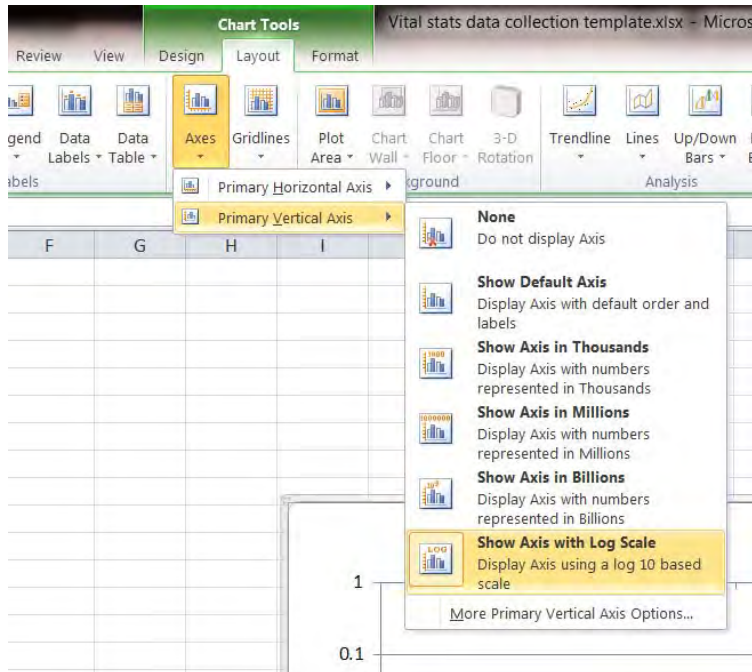 Chart Tools
Vital stats data collection template.xlsx - Micros
Review View Design Layout Format
gend Data Data Axes Gridlines Plot Chart Chart 3-D Trendline Lines Up/Down
Labels Table Area Wall Floor Rotation Bars
abels
kground
Analysis
Primary Horizontal Axis
Primary Vertical Axis
F G H I
None
Do not display Axis
Show Default Axis
Display Axis with default order and
labels
Show Axis in Thousands
Display Axis with numbers
represented in Thousands
Show Axis in Millions
Display Axis with numbers
represented in Millions
Show Axis in Billions
Display Axis with numbers
represented in Billions
LOG
Show Axis with Log Scale
Display Axis using a log 10 based
scale
More Primary Vertical Axis Options...
1
0.1